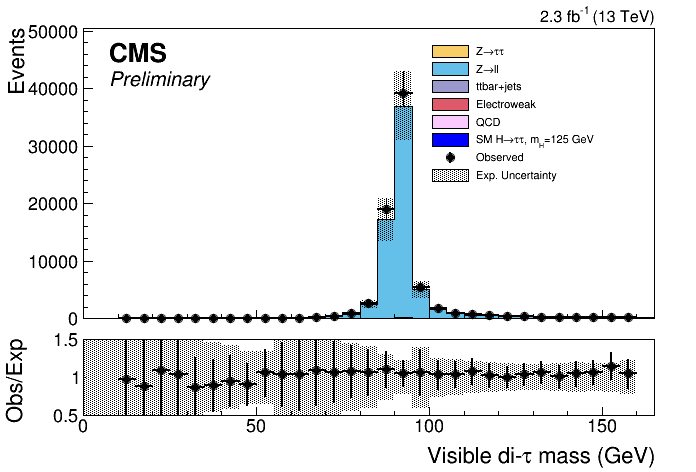 2.3 fb⁻¹ (13 TeV)
CMS
Preliminary
Events
50000
40000
30000
20000
10000
0
Z→ττ
Z→ll
ttbar+jets
Electroweak
QCD
SM H→ττ, m_H=125 GeV
Observed
Exp. Uncertainty
Obs/Exp
1.5
1
0.5
0 50 100 150
Visible di-τ mass (GeV)